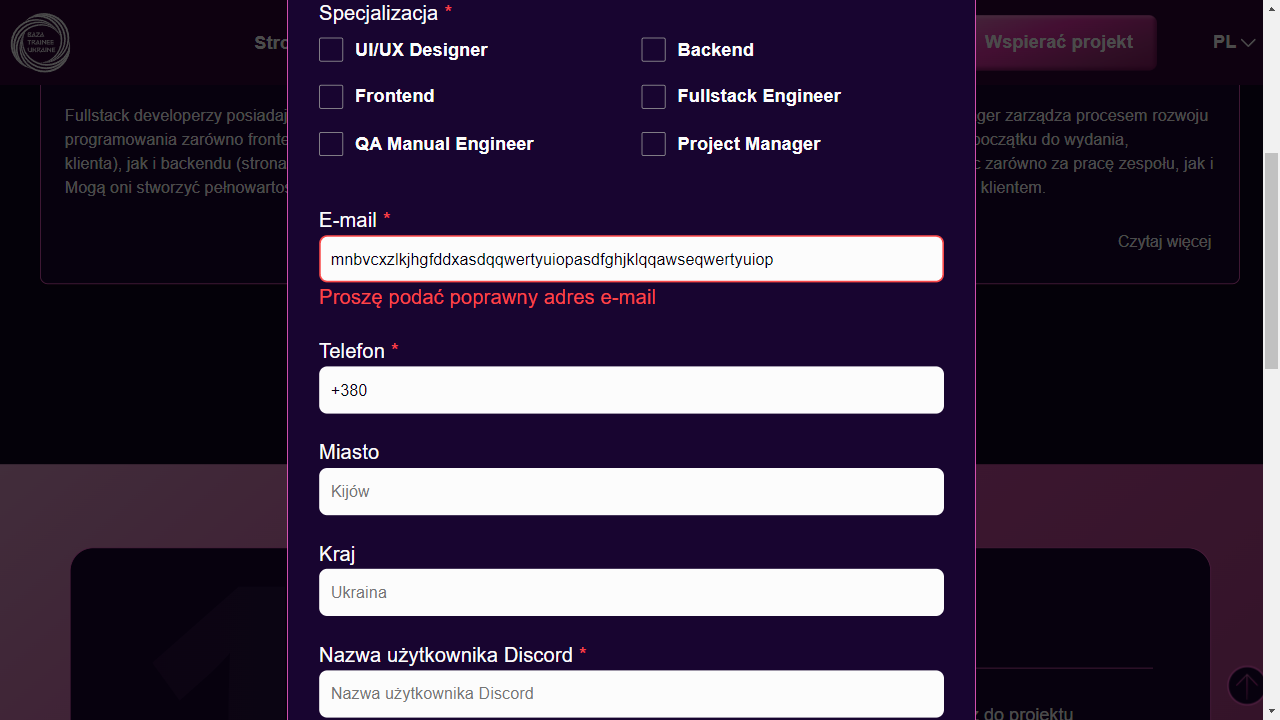 Specjalizacja *
BAZA
TRAINEE
UKRAINE
Stro
Wspierać projekt
PL
UI/UX Designer
Backend
Frontend
Fullstack Engineer
QA Manual Engineer
Project Manager
Fullstack developerzy posiadaj
programowania zarówno fronte
klienta), jak i backendu (strona
Mogą oni stworzyć pełnowartoś
ger zarządza procesem rozwoju
początku do wydania,
c zarówno za pracę zespołu, jak i
klientem.
Czytaj więcej
E-mail *
mnbvcxzlkjhgfddxasdqqwertyuiopasdfghjklqqawseqwertyuiop
Proszę podać poprawny adres e-mail
Telefon *
+380
Miasto
Kijów
Kraj
Ukraina
Nazwa użytkownika Discord *
Nazwa użytkownika Discord
1
do projektu